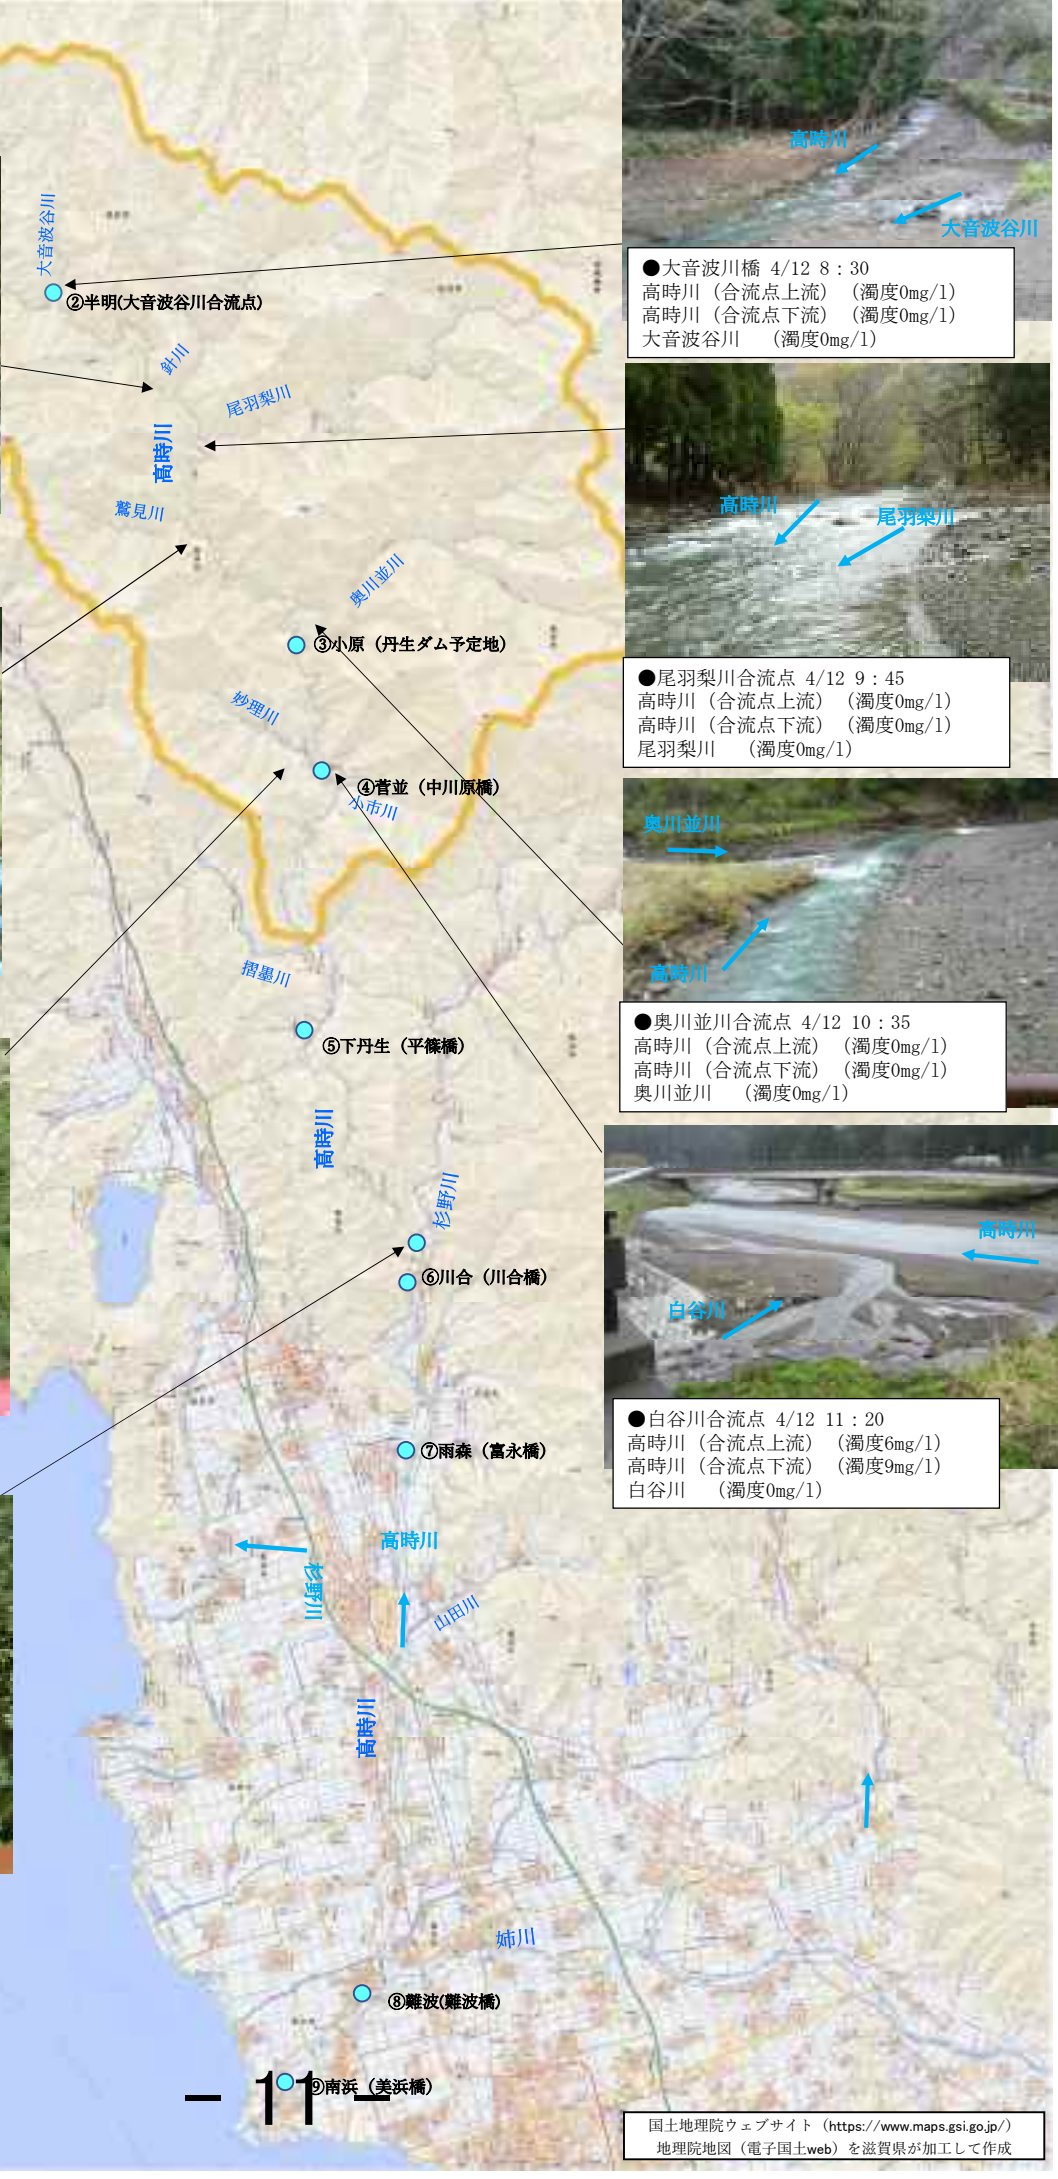 高時川
大音波谷川
●大音波川橋 4/12 8：30
高時川（合流点上流）（濁度0mg/l）
高時川（合流点下流）（濁度0mg/l）
大音波谷川　（濁度0mg/l）
大音波谷川
②半明(大音波谷川合流点)
針川
尾羽梨川
高時川
鷲見川
高時川
尾羽梨川
●尾羽梨川合流点 4/12 9：45
高時川（合流点上流）（濁度0mg/l）
高時川（合流点下流）（濁度0mg/l）
尾羽梨川　（濁度0mg/l）
奥川並川
③小原（丹生ダム予定地）
妙理川
④菅並（中川原橋）
小市川
奥川並川
高時川
●奥川並川合流点 4/12 10：35
高時川（合流点上流）（濁度0mg/l）
高時川（合流点下流）（濁度0mg/l）
奥川並川　（濁度0mg/l）
摺墨川
⑤下丹生（平篠橋）
高時川
杉野川
⑥川合（川合橋）
高時川
白谷川
●白谷川合流点 4/12 11：20
高時川（合流点上流）（濁度6mg/l）
高時川（合流点下流）（濁度9mg/l）
白谷川　（濁度0mg/l）
⑦雨森（富永橋）
高時川
杉野川
山田川
高時川
姉川
⑧難波(難波橋)
⑨南浜（美浜橋）
- 11 -
国土地理院ウェブサイト（https://www.maps.gsi.go.jp/）
地理院地図（電子国土web）を滋賀県が加工して作成